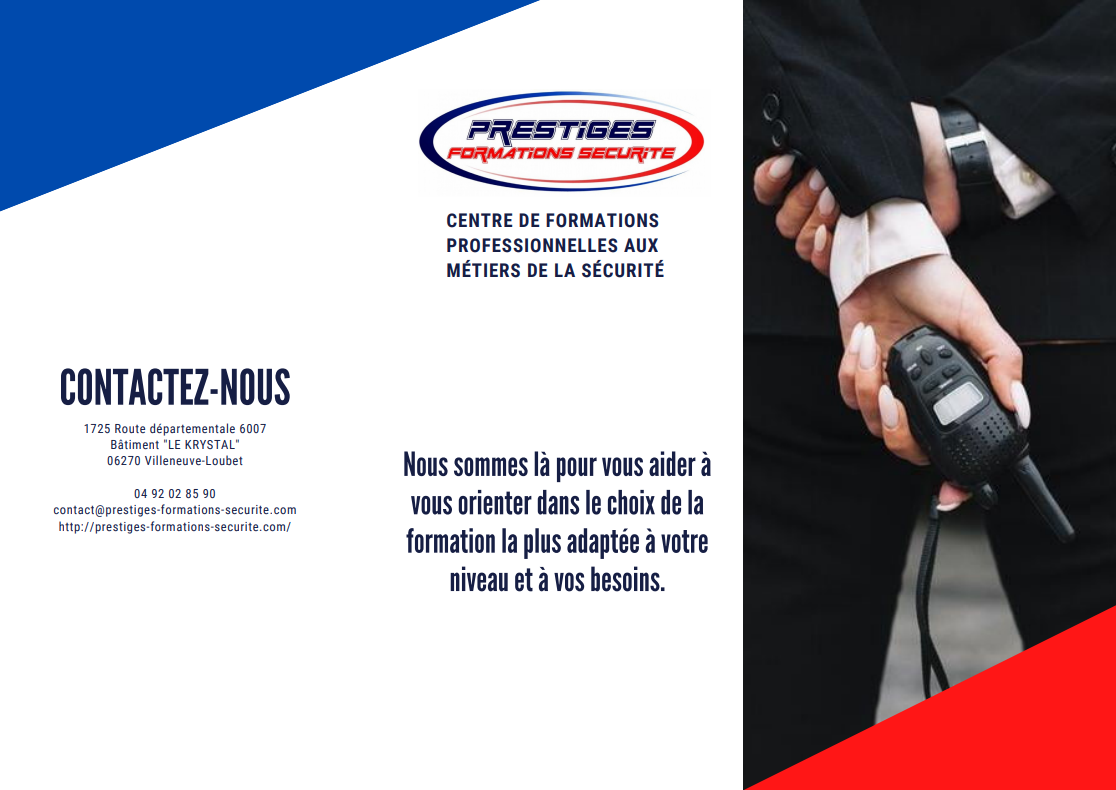 PRESTIGES
FORMATIONS SECURITE
CENTRE DE FORMATIONS
PROFESSIONNELLES AUX
MÉTIERS DE LA SÉCURITÉ
CONTACTEZ-NOUS
1725 Route départementale 6007
Bâtiment "LE KRYSTAL"
06270 Villeneuve-Loubet
04 92 02 85 90
contact@prestiges-formations-securite.com
http://prestiges-formations-securite.com/
Nous sommes là pour vous aider à
vous orienter dans le choix de la
formation la plus adaptée à votre
niveau et à vos besoins.